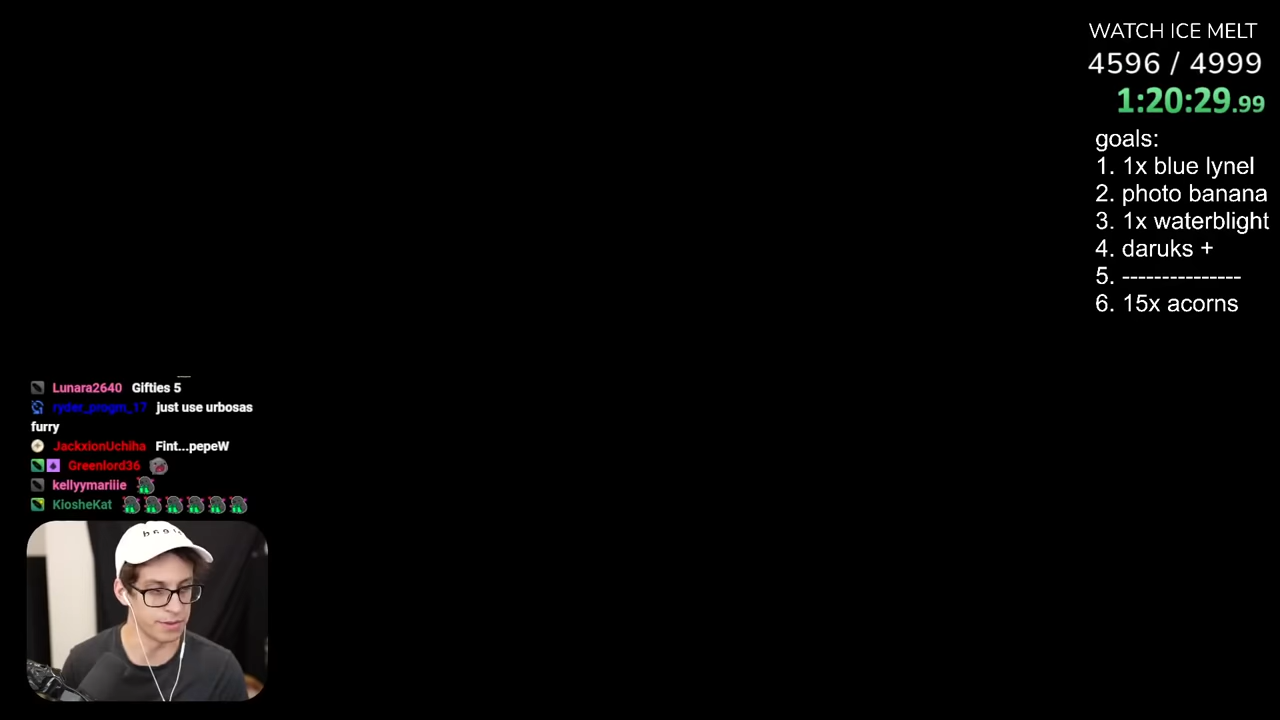 WATCH ICE MELT
4596 / 4999
1:20:29.99
goals:
1. 1x blue lynel
2. photo banana
3. 1x waterblight
4. daruks +
5. ---------------
6. 15x acorns
Lunara2640 Gifties 5
ryder_progm_17 just use urbosas
furry
JackxionUchiha Fint...pepeW
Greenlord36
kellyymariiie
KiosheKat